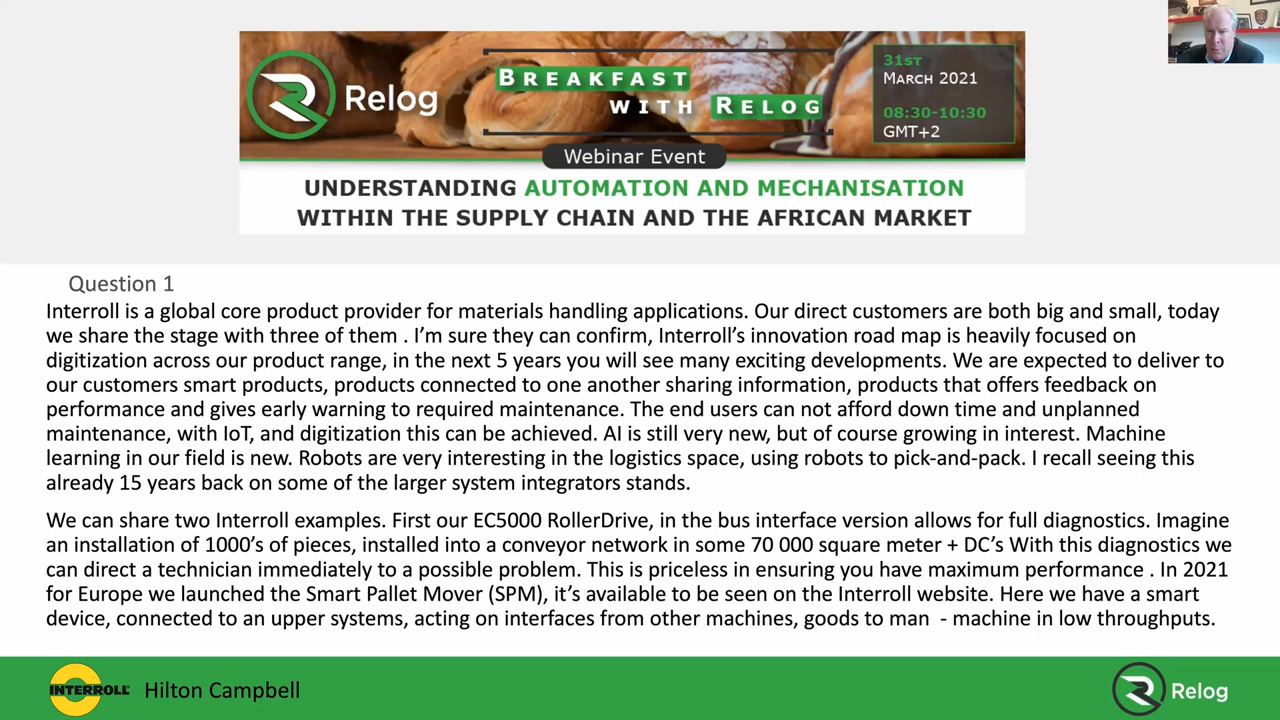 Relog
BREAKFAST
WITH RELOG
31ST
MARCH 2021
08:30-10:30
GMT+2
Webinar Event
UNDERSTANDING AUTOMATION AND MECHANISATION
WITHIN THE SUPPLY CHAIN AND THE AFRICAN MARKET
Question 1
Interroll is a global core product provider for materials handling applications. Our direct customers are both big and small, today
we share the stage with three of them . I’m sure they can confirm, Interroll’s innovation road map is heavily focused on
digitization across our product range, in the next 5 years you will see many exciting developments. We are expected to deliver to
our customers smart products, products connected to one another sharing information, products that offers feedback on
performance and gives early warning to required maintenance. The end users can not afford down time and unplanned
maintenance, with IoT, and digitization this can be achieved. AI is still very new, but of course growing in interest. Machine
learning in our field is new. Robots are very interesting in the logistics space, using robots to pick-and-pack. I recall seeing this
already 15 years back on some of the larger system integrators stands.
We can share two Interroll examples. First our EC5000 RollerDrive, in the bus interface version allows for full diagnostics. Imagine
an installation of 1000’s of pieces, installed into a conveyor network in some 70 000 square meter + DC’s With this diagnostics we
can direct a technician immediately to a possible problem. This is priceless in ensuring you have maximum performance . In 2021
for Europe we launched the Smart Pallet Mover (SPM), it’s available to be seen on the Interroll website. Here we have a smart
device, connected to an upper systems, acting on interfaces from other machines, goods to man  - machine in low throughputs.
INTERROLL
Hilton Campbell
Relog